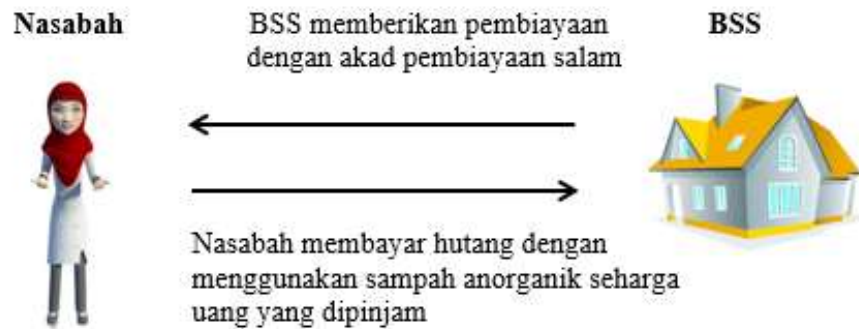 Nasabah
BSS memberikan pembiayaan
dengan akad pembiayaan salam
BSS
Nasabah membayar hutang dengan
menggunakan sampah anorganik seharga
uang yang dipinjam